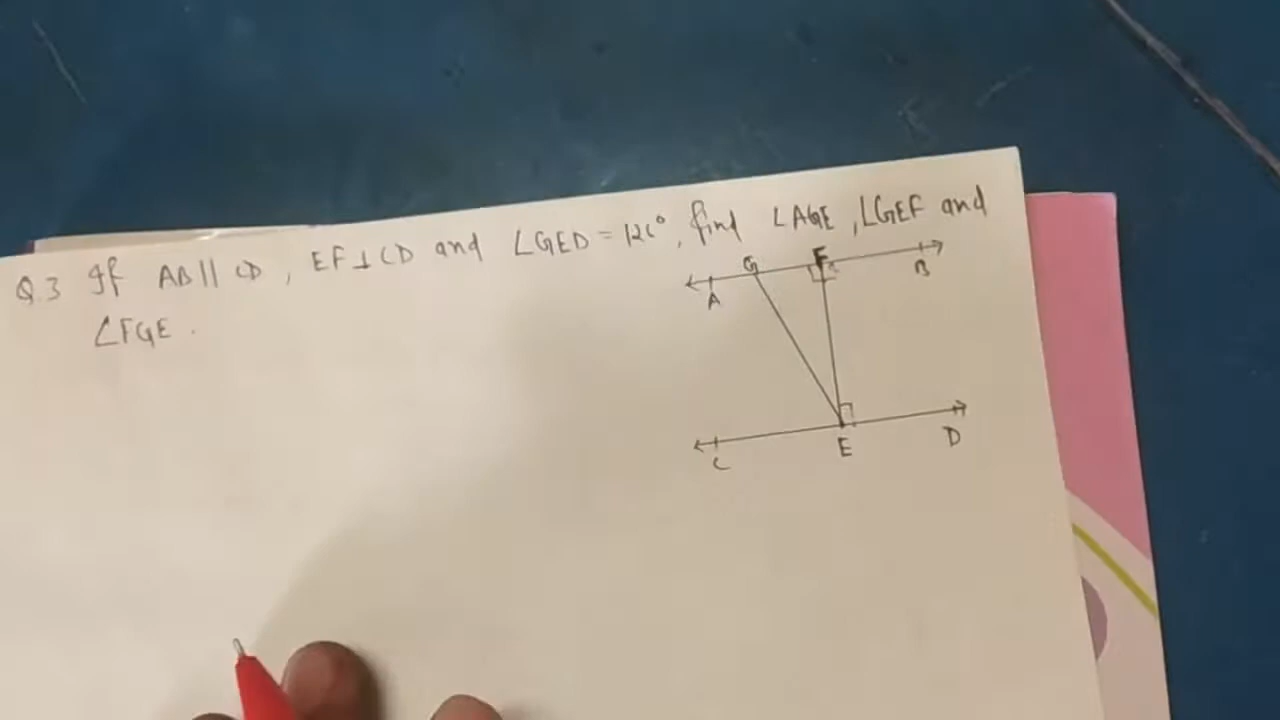 Q.3 If AB || CD, EF ⊥ CD and ∠GED = 126°, find ∠AGE, ∠GEF and
∠FGE.
G F B
A
E D
C